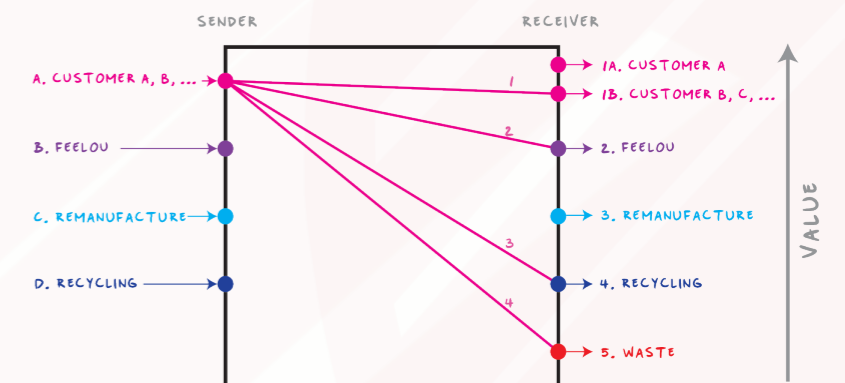 SENDER
RECEIVER
A. CUSTOMER A, B, ...
1
1A. CUSTOMER A
1B. CUSTOMER B, C, ...
B. FEELOU
2
2. FEELOU
C. REMANUFACTURE
3
3. REMANUFACTURE
D. RECYCLING
4
4. RECYCLING
5. WASTE
VALUE